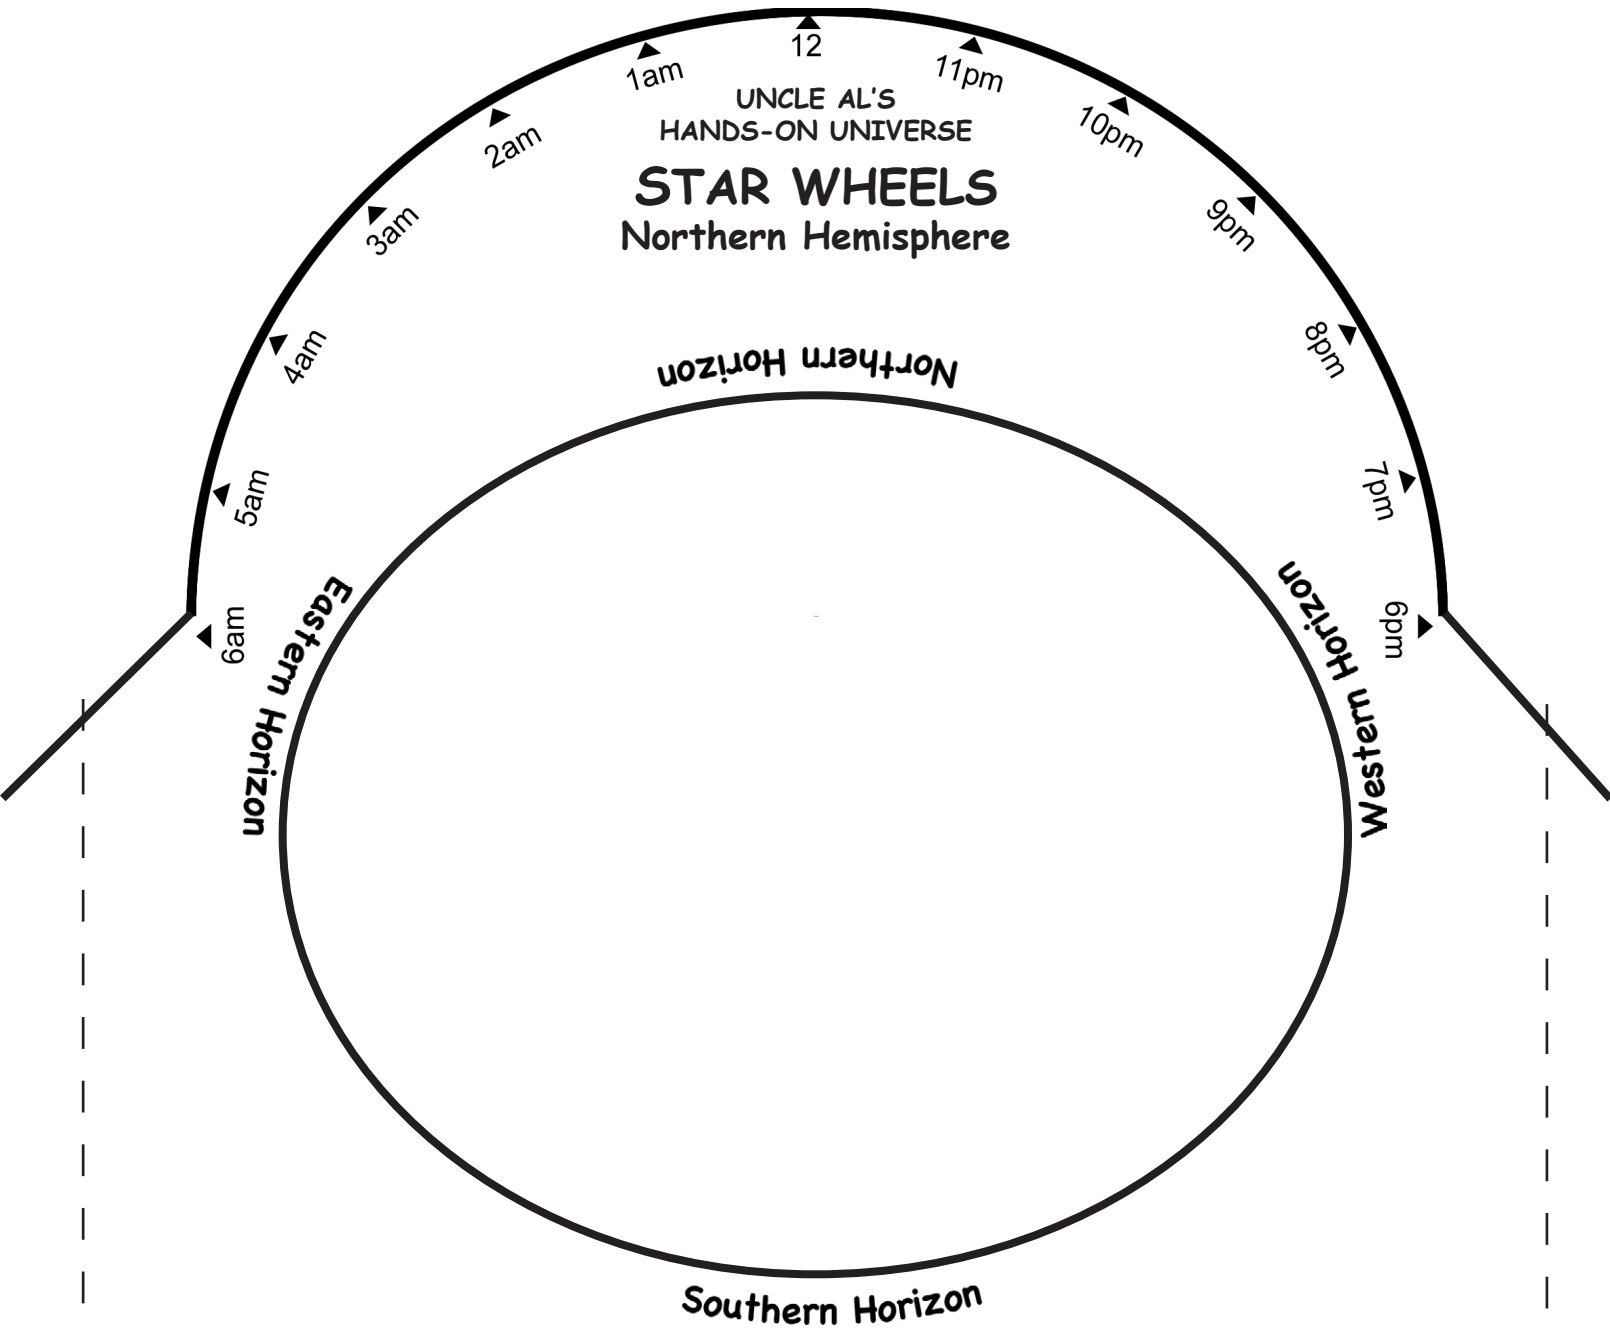 12
1am
11pm
2am
10pm
3am
9pm
4am
8pm
5am
7pm
6am
6pm
UNCLE AL'S
HANDS-ON UNIVERSE
STAR WHEELS
Northern Hemisphere
Northern Horizon
Eastern Horizon
Western Horizon
Southern Horizon